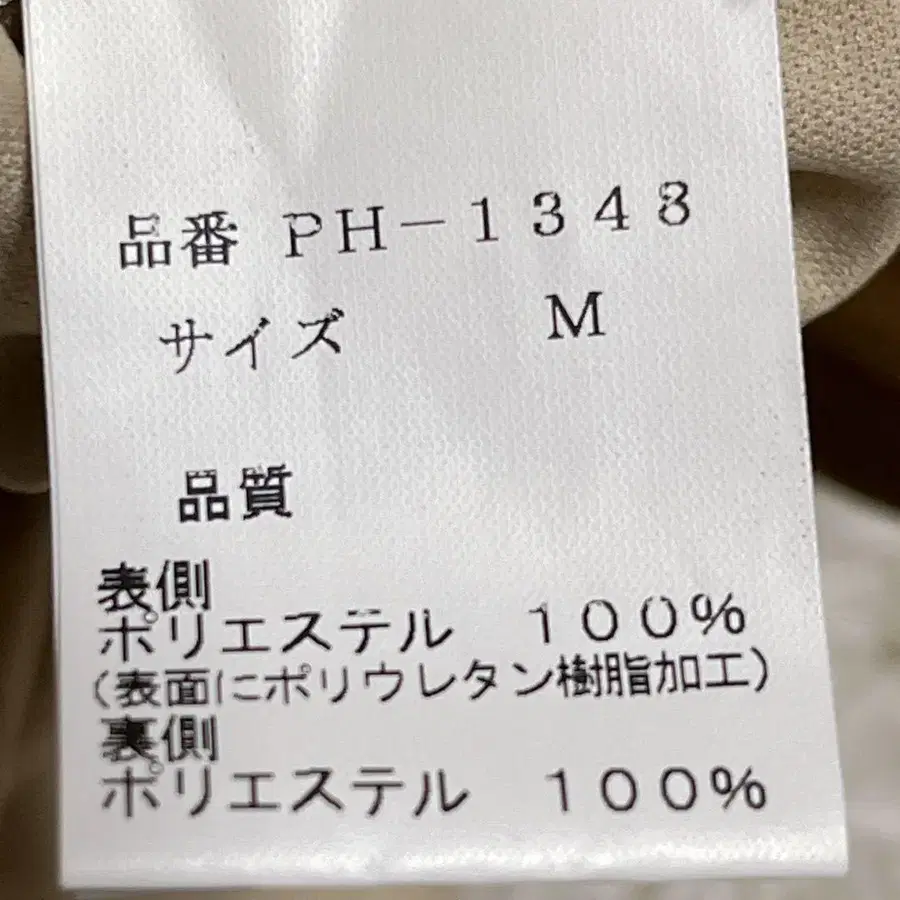 品番 PH-1348
サイズ M
品質
表側
ポリエステル 100%
(表面にポリウレタン樹脂加工)
裏側
ポリエステル 100%